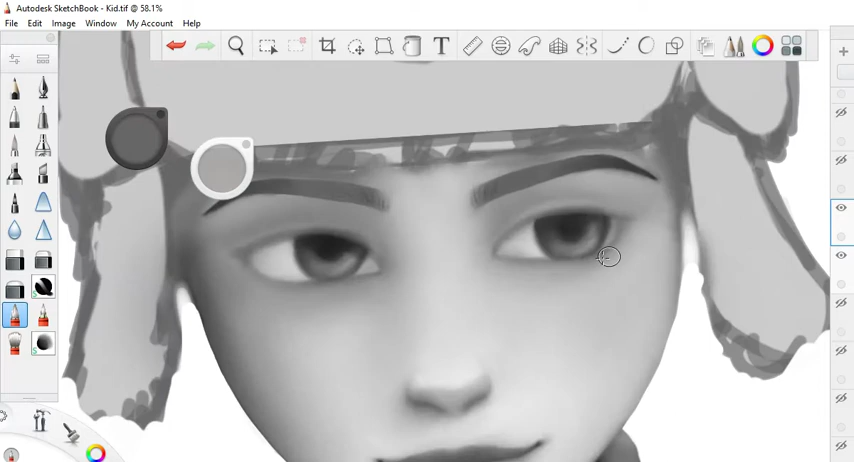 Autodesk SketchBook - Kid.tif @ 58.1%
File Edit Image Window My Account Help
T
S
S